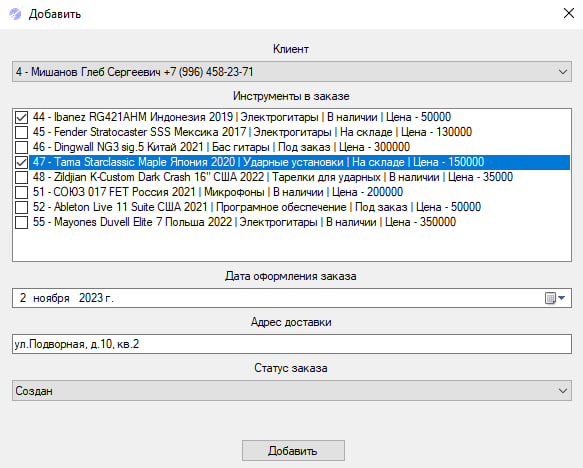 Добавить
Клиент
4 - Мишанов Глеб Сергеевич +7 (996) 458-23-71
Инструменты в заказе
44 - Ibanez RG421AHM Индонезия 2019 | Электрогитары | В наличии | Цена - 50000
45 - Fender Stratocaster SSS Мексика 2017 | Электрогитары | На складе | Цена - 130000
46 - Dingwall NG3 sig.5 Китай 2021 | Бас гитары | Под заказ | Цена - 300000
47 - Tama Starclassic Maple Япония 2020 | Ударные установки | На складе | Цена - 150000
48 - Zildjian K-Custom Dark Crash 16" США 2022 | Тарелки для ударных | В наличии | Цена - 35000
51 - СОЮЗ 017 FET Россия 2021 | Микрофоны | В наличии | Цена - 200000
52 - Ableton Live 11 Suite США 2021 | Програмное обеспечение | Под заказ | Цена - 50000
55 - Mayones Duvell Elite 7 Польша 2022 | Электрогитары | В наличии | Цена - 350000
Дата оформления заказа
2 ноября 2023 г.
Адрес доставки
ул.Подворная, д.10, кв.2
Статус заказа
Создан
Добавить